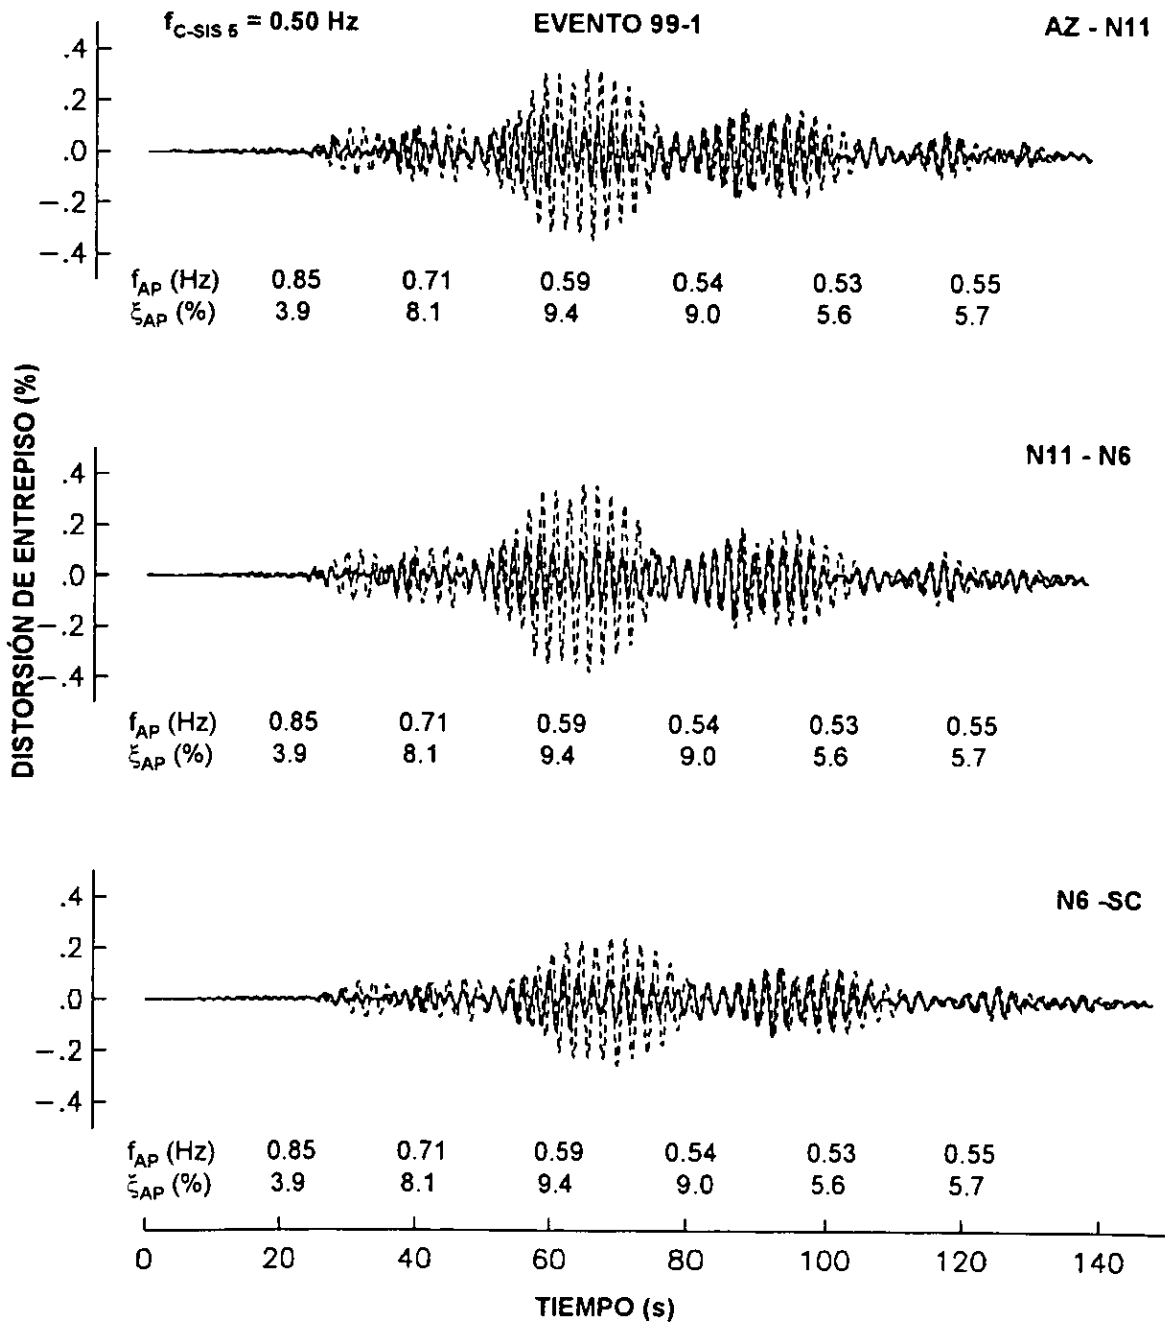 f_C-SIS 5 = 0.50 Hz EVENTO 99-1 AZ - N11
.4
.2
.0
-.2
-.4
f_AP (Hz) 0.85 0.71 0.59 0.54 0.53 0.55
ξ_AP (%) 3.9 8.1 9.4 9.0 5.6 5.7
DISTORSIÓN DE ENTREPISO (%)
N11 - N6
.4
.2
.0
-.2
-.4
f_AP (Hz) 0.85 0.71 0.59 0.54 0.53 0.55
ξ_AP (%) 3.9 8.1 9.4 9.0 5.6 5.7
N6 -SC
.4
.2
.0
-.2
-.4
f_AP (Hz) 0.85 0.71 0.59 0.54 0.53 0.55
ξ_AP (%) 3.9 8.1 9.4 9.0 5.6 5.7
0 20 40 60 80 100 120 140
TIEMPO (s)